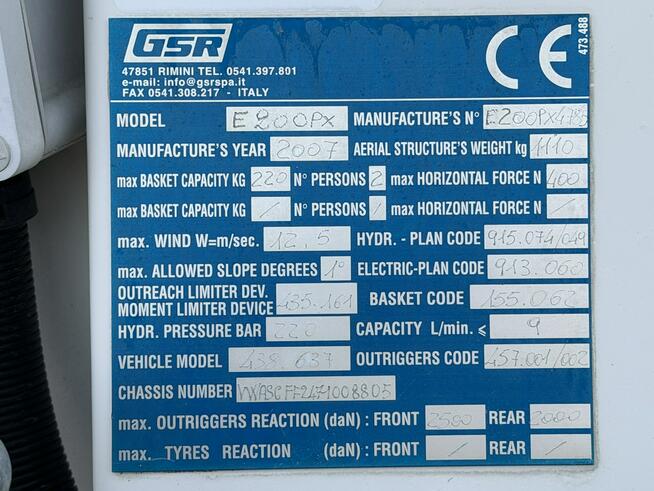 GSR
CE
473.488
47851 RIMINI TEL. 0541.397.801
e-mail: info@gsrspa.it
FAX 0541.308.217 - ITALY
MODEL E200PX MANUFACTURE'S N°
MANUFACTURE'S YEAR 2007 AERIAL STRUCTURE'S WEIGHT kg 1110
max BASKET CAPACITY KG 220 N° PERSONS 2 max HORIZONTAL FORCE N 400
max BASKET CAPACITY KG / N° PERSONS / max HORIZONTAL FORCE N /
max. WIND W=m/sec. 12,5 HYDR. - PLAN CODE 915.074/049
max. ALLOWED SLOPE DEGREES 1° ELECTRIC-PLAN CODE 913.060
OUTREACH LIMITER DEV.
MOMENT LIMITER DEVICE 435.161 BASKET CODE 155.062
HYDR. PRESSURE BAR 220 CAPACITY L/min. ≤ 9
VEHICLE MODEL 438.637 OUTRIGGERS CODE 457.001/002
CHASSIS NUMBER
max. OUTRIGGERS REACTION (daN) : FRONT 2500 REAR 2000
max. TYRES REACTION (daN) : FRONT / REAR /